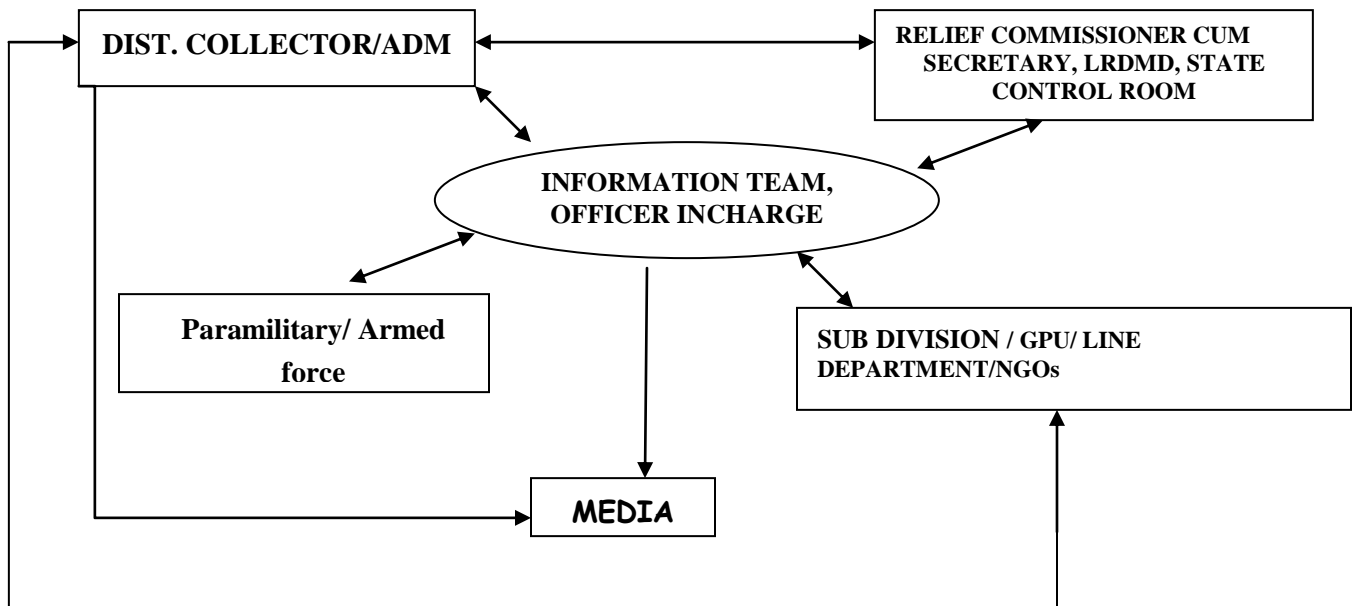 DIST. COLLECTOR/ADM
RELIEF COMMISSIONER CUM
SECRETARY, LRDMD, STATE
CONTROL ROOM
INFORMATION TEAM,
OFFICER INCHARGE
Paramilitary/ Armed
force
SUB DIVISION / GPU/ LINE
DEPARTMENT/NGOs
MEDIA